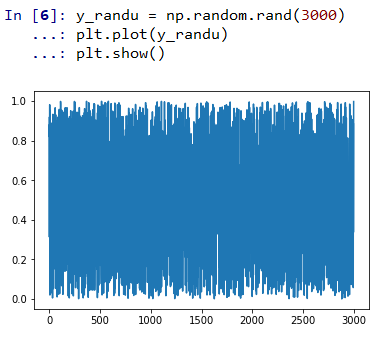 In [6]: y_randu = np.random.rand(3000)
   ...: plt.plot(y_randu)
   ...: plt.show()
1.0
0.8
0.6
0.4
0.2
0.0
0 500 1000 1500 2000 2500 3000